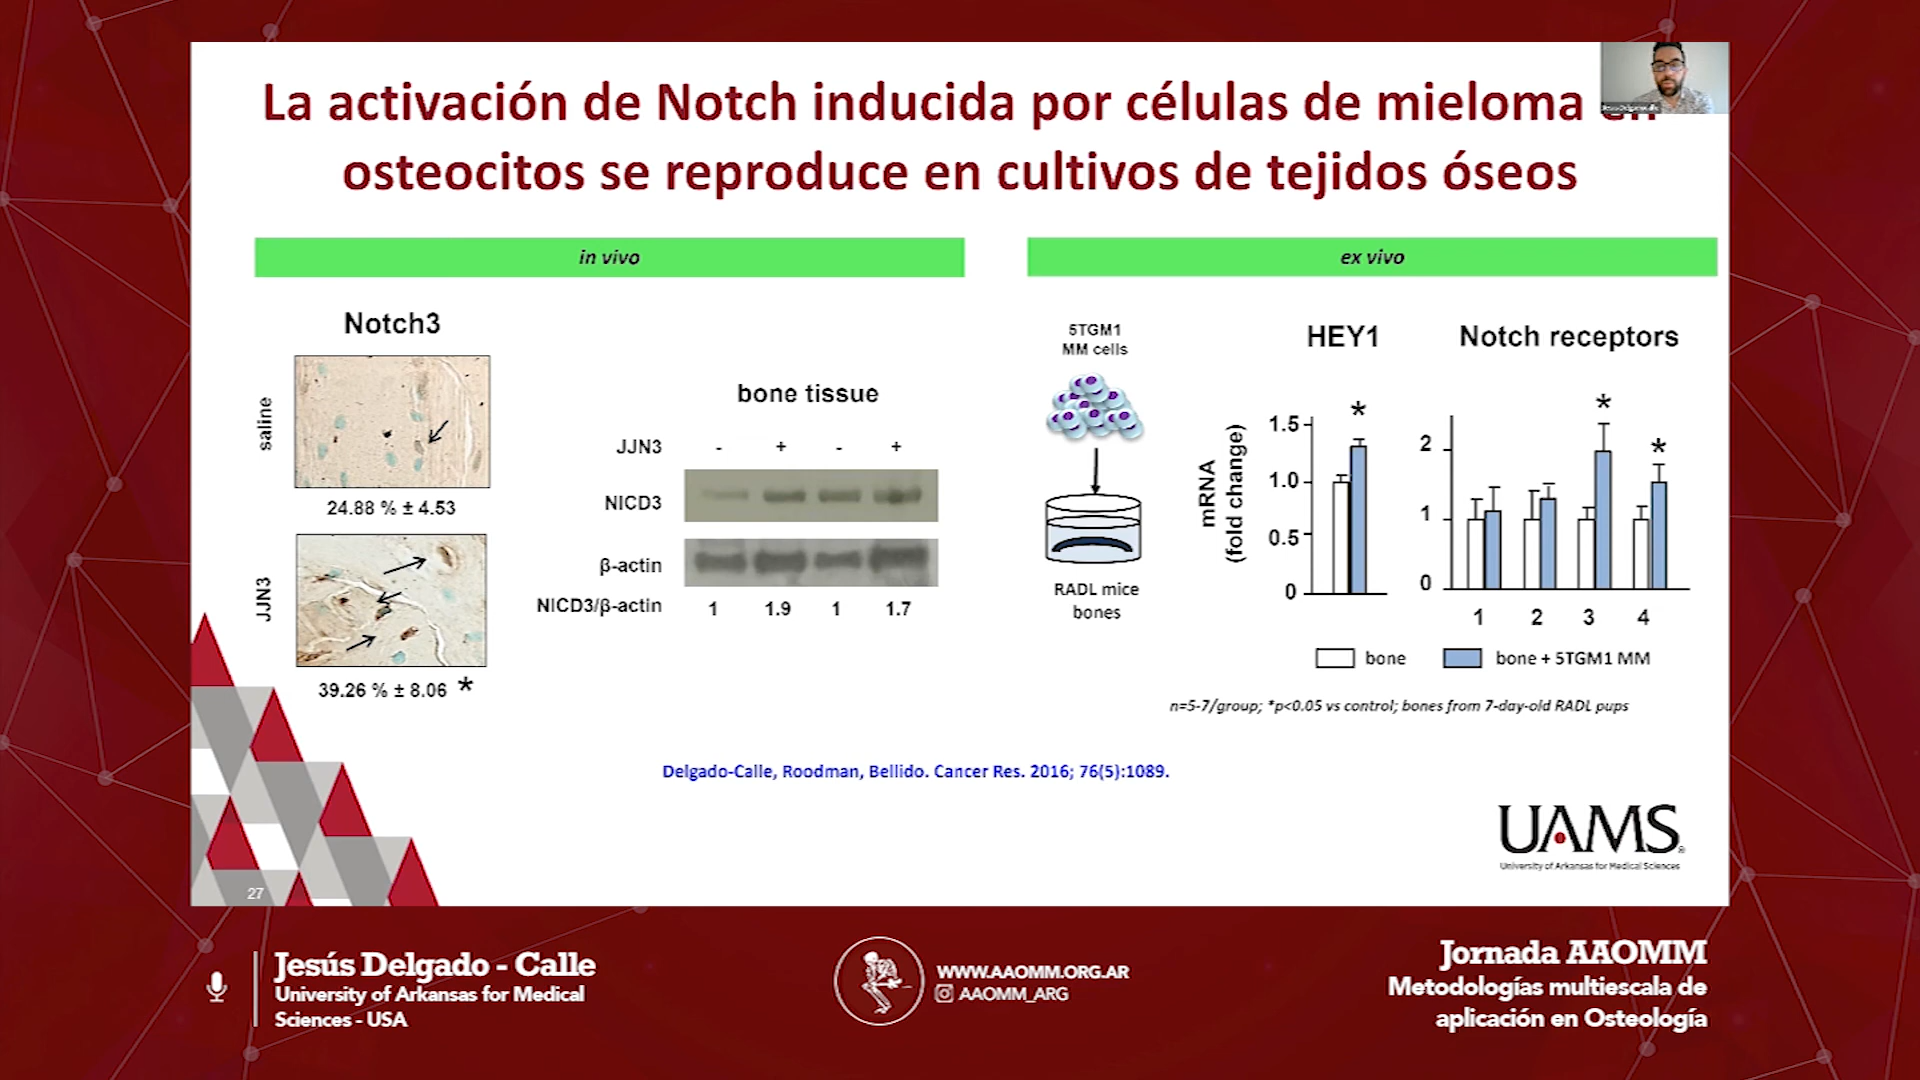 La activación de Notch inducida por células de mieloma en
osteocitos se reproduce en cultivos de tejidos óseos
in vivo
ex vivo
Notch3
saline
24.88 % ± 4.53
JJN3
39.26 % ± 8.06 *
bone tissue
JJN3 - + - +
NICD3
β-actin
NICD3/β-actin 1 1.9 1 1.7
5TGM1
MM cells
RADL mice
bones
HEY1
mRNA
(fold change)
1.5
1.0
0.5
0
*
Notch receptors
2
1
0
* *
1 2 3 4
bone bone + 5TGM1 MM
n=5-7/group; *p<0.05 vs control; bones from 7-day-old RADL pups
Delgado-Calle, Roodman, Bellido. Cancer Res. 2016; 76(5):1089.
UAMS
University of Arkansas for Medical Sciences
27
Jesús Delgado - Calle
University of Arkansas for Medical
Sciences - USA
WWW.AAOMM.ORG.AR
AAOMM_ARG
Jornada AAOMM
Metodologías multiescala de
aplicación en Osteología